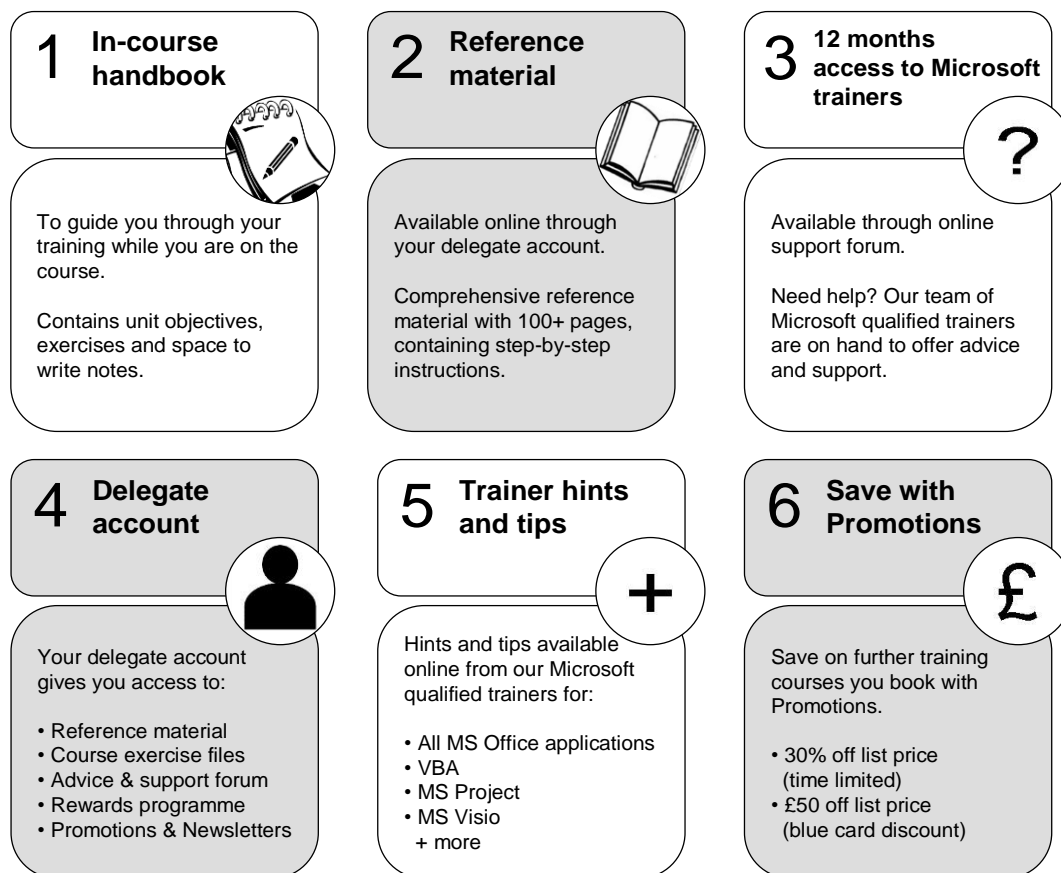 1
In-course
handbook
To guide you through your
training while you are on the
course.
Contains unit objectives,
exercises and space to
write notes.
2
Reference
material
Available online through
your delegate account.
Comprehensive reference
material with 100+ pages,
containing step-by-step
instructions.
3
12 months
access to Microsoft
trainers
?
Available through online
support forum.
Need help? Our team of
Microsoft qualified trainers
are on hand to offer advice
and support.
4
Delegate
account
Your delegate account
gives you access to:
• Reference material
• Course exercise files
• Advice & support forum
• Rewards programme
• Promotions & Newsletters
5
Trainer hints
and tips
+
Hints and tips available
online from our Microsoft
qualified trainers for:
• All MS Office applications
• VBA
• MS Project
• MS Visio
+ more
6
Save with
Promotions
£
Save on further training
courses you book with
Promotions.
• 30% off list price
(time limited)
• £50 off list price
(blue card discount)